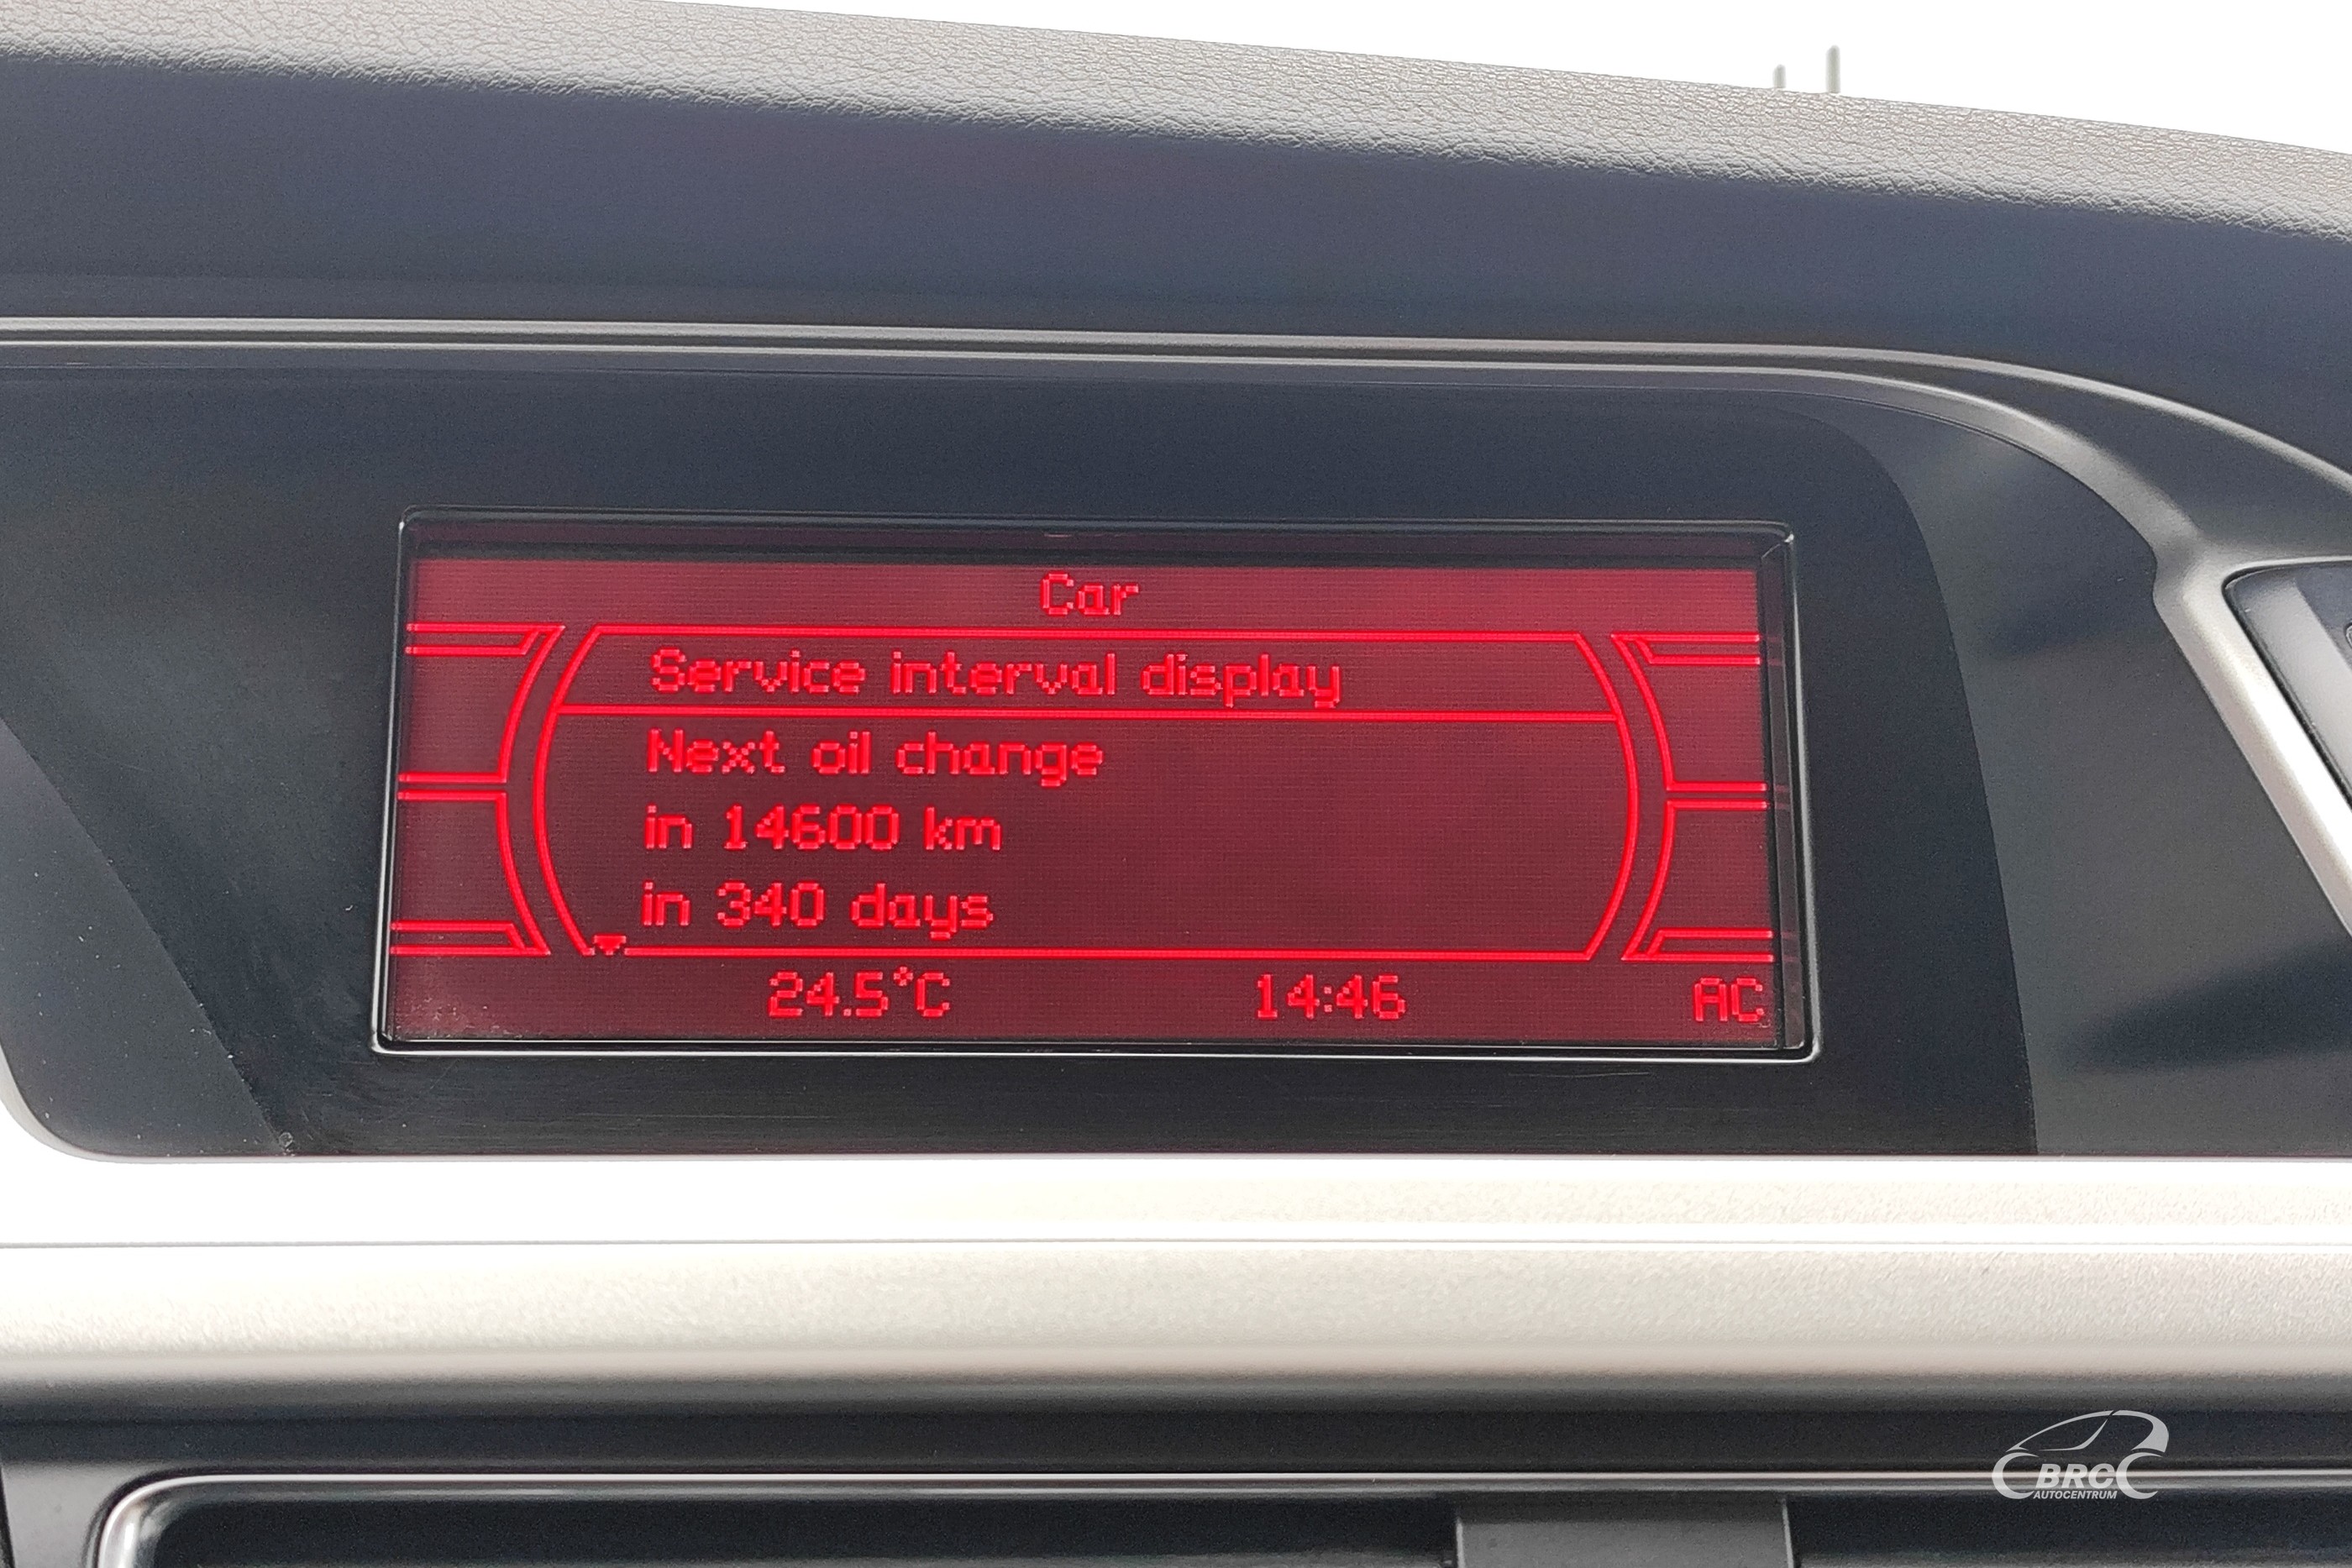 Car
Service interval display
Next oil change
in 14600 km
in 340 days
24.5°C 14:46 AC
BRC
AUTOCENTRUM